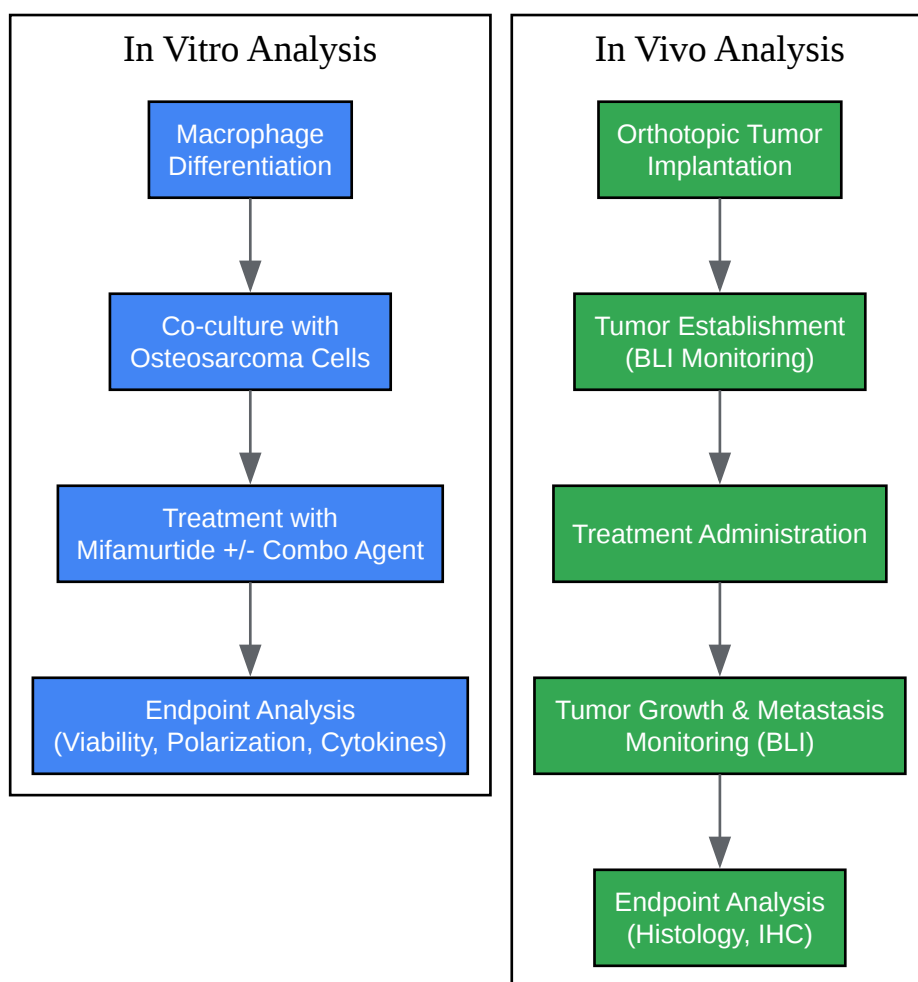 In Vitro Analysis
Macrophage
Differentiation
Co-culture with
Osteosarcoma Cells
Treatment with
Mifamurtide +/- Combo Agent
Endpoint Analysis
(Viability, Polarization, Cytokines)
In Vivo Analysis
Orthotopic Tumor
Implantation
Tumor Establishment
(BLI Monitoring)
Treatment Administration
Tumor Growth & Metastasis
Monitoring (BLI)
Endpoint Analysis
(Histology, IHC)